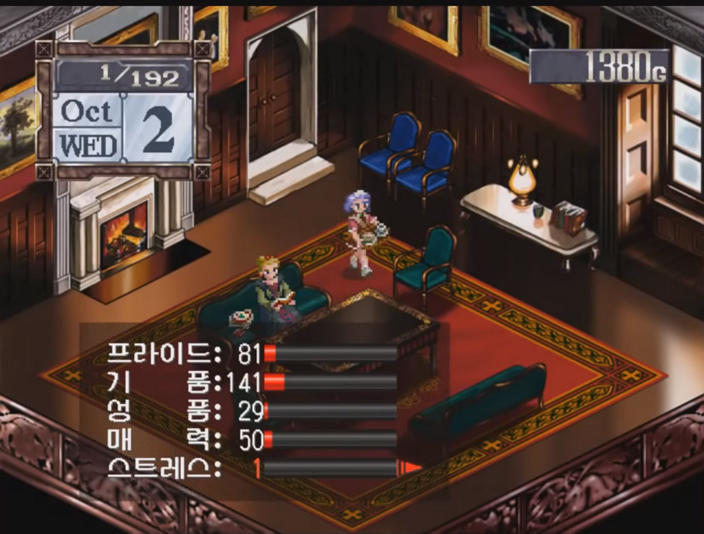 1/192
1380G
Oct
WED
2
프라이드: 81
기 품:141
성 품: 29
매 력: 50
스트레스: 1